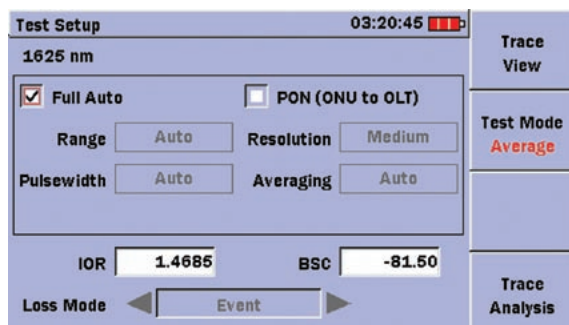 Test Setup 03:20:45
1625 nm
Full Auto PON (ONU to OLT)
Range Auto Resolution Medium
Pulsewidth Auto Averaging Auto
IOR 1.4685 BSC -81.50
Loss Mode Event
Trace
View
Test Mode
Average
Trace
Analysis